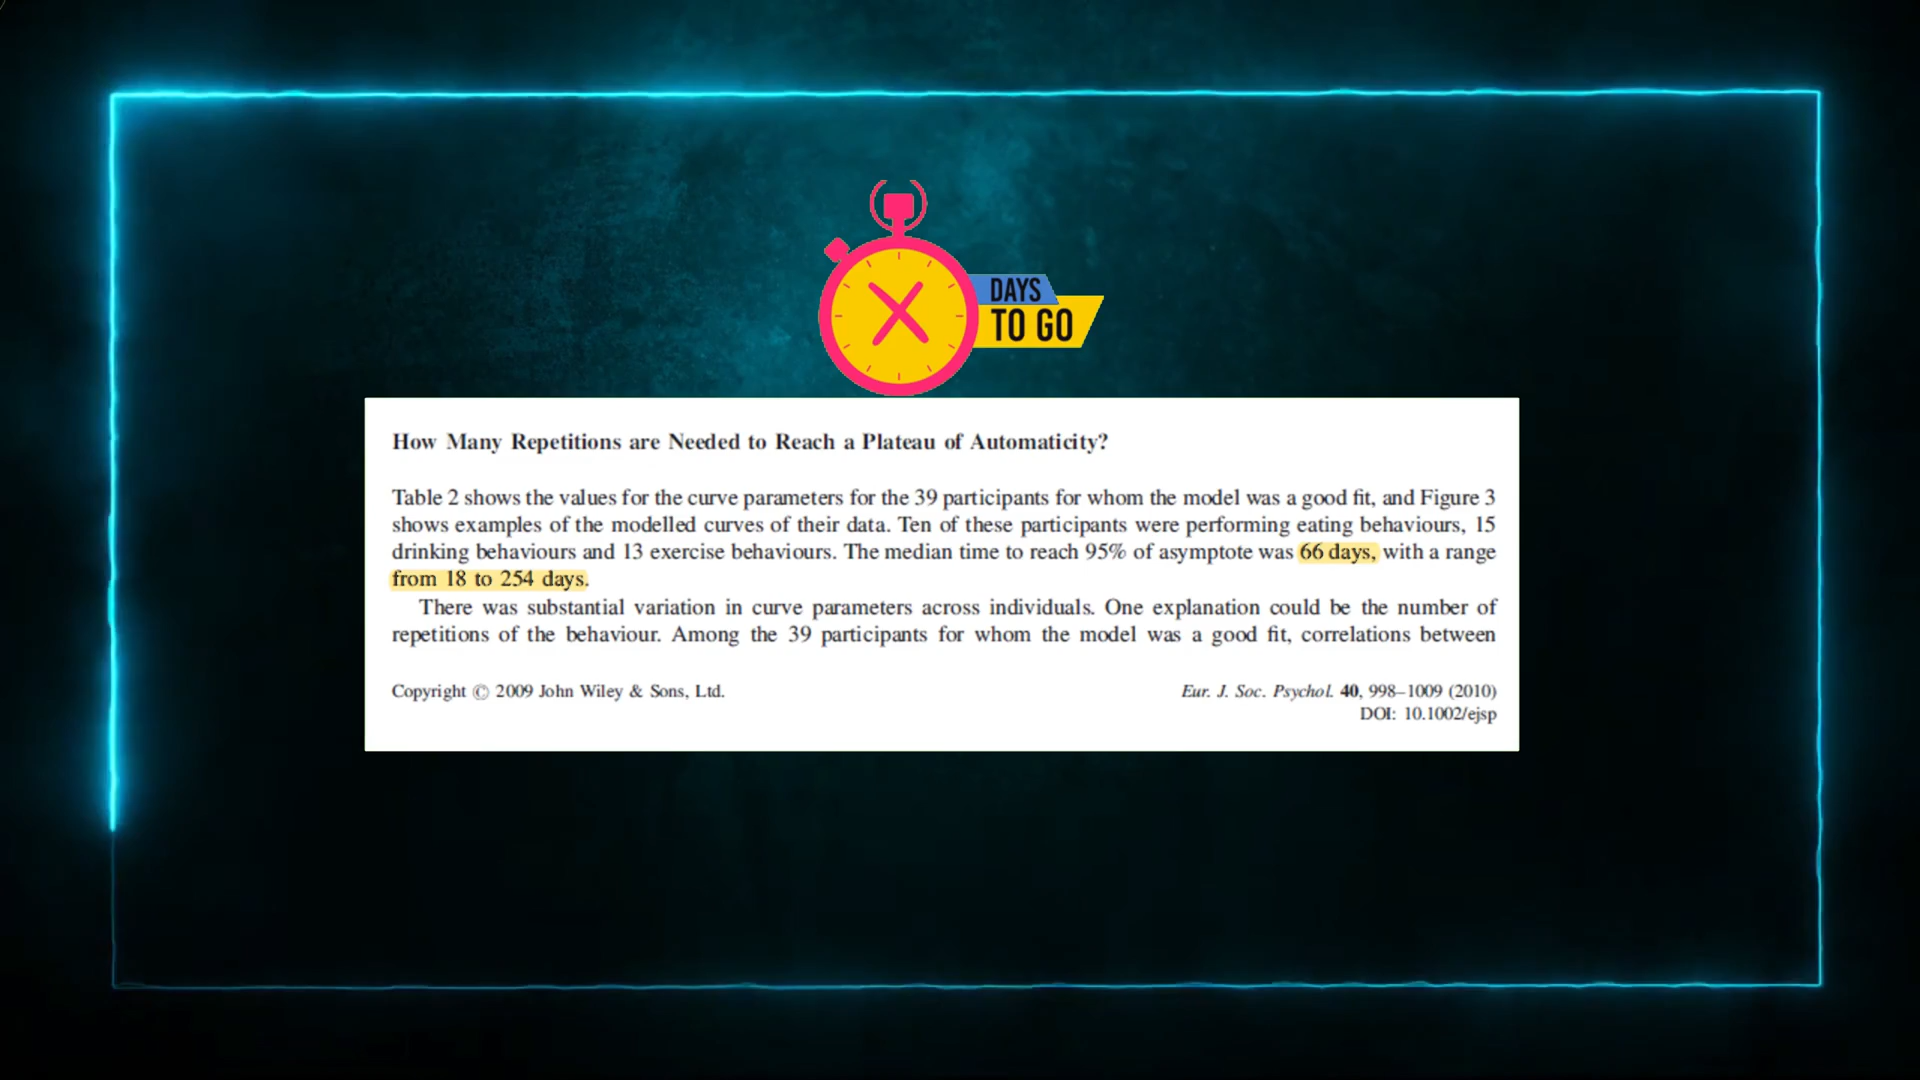 DAYS
TO GO
How Many Repetitions are Needed to Reach a Plateau of Automaticity?
Table 2 shows the values for the curve parameters for the 39 participants for whom the model was a good fit, and Figure 3
shows examples of the modelled curves of their data. Ten of these participants were performing eating behaviours, 15
drinking behaviours and 13 exercise behaviours. The median time to reach 95% of asymptote was 66 days, with a range
from 18 to 254 days.
There was substantial variation in curve parameters across individuals. One explanation could be the number of
repetitions of the behaviour. Among the 39 participants for whom the model was a good fit, correlations between
Copyright © 2009 John Wiley & Sons, Ltd.
Eur. J. Soc. Psychol. 40, 998–1009 (2010)
DOI: 10.1002/ejsp